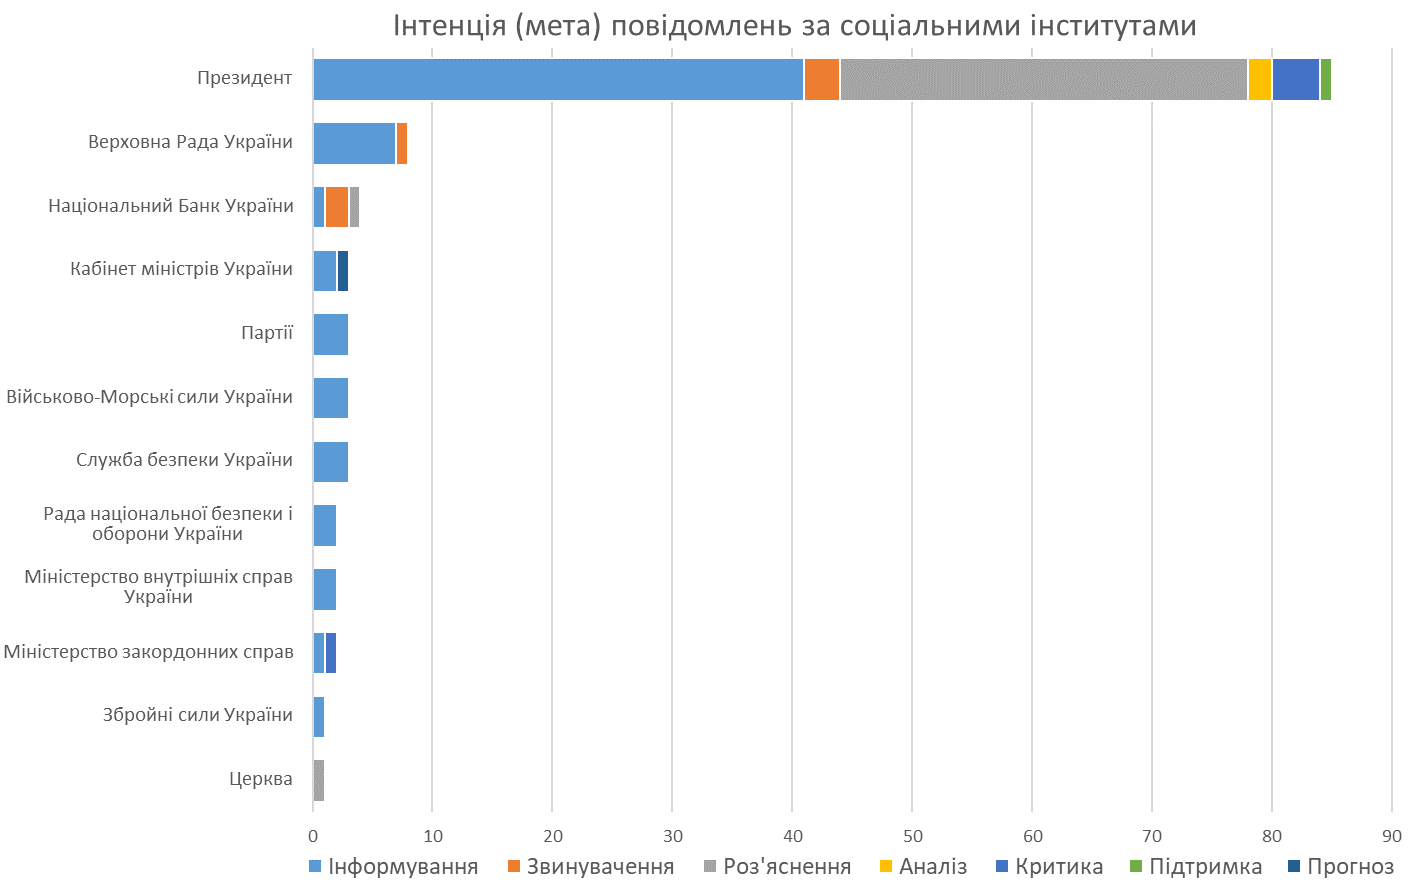 Інтенція (мета) повідомлень за соціальними інститутами
Президент
Верховна Рада України
Національний Банк України
Кабінет міністрів України
Партії
Військово-Морські сили України
Служба безпеки України
Рада національної безпеки і
оборони України
Міністерство внутрішніх справ
України
Міністерство закордонних справ
Збройні сили України
Церква
0 10 20 30 40 50 60 70 80 90
Інформування Звинувачення Роз'яснення Аналіз Критика Підтримка Прогноз